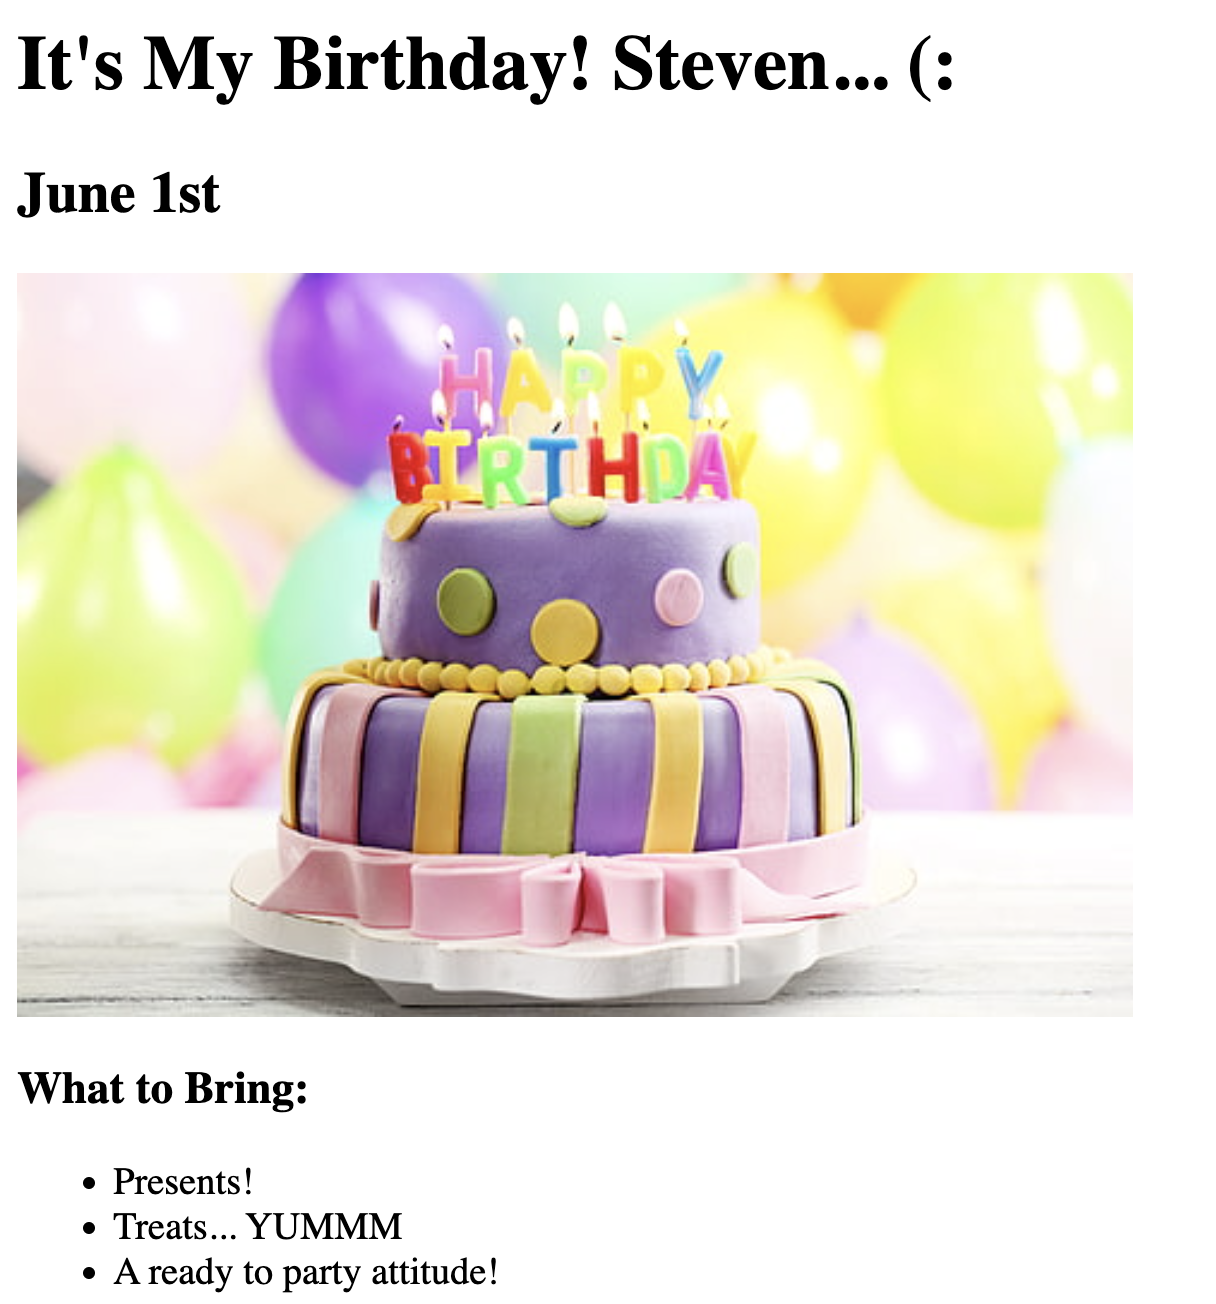 It's My Birthday! Steven... (:
June 1st
HAPPY
BIRTHDAY
What to Bring:
Presents!
Treats... YUMMM
A ready to party attitude!